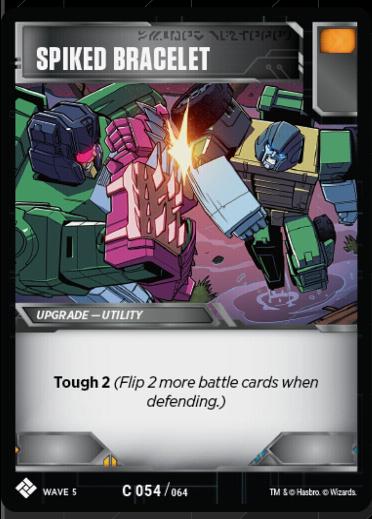 SPIKED BRACELET
UPGRADE — UTILITY
Tough 2 (Flip 2 more battle cards when
defending.)
WAVE 5
C 054 / 064
TM & © Hasbro. © Wizards.